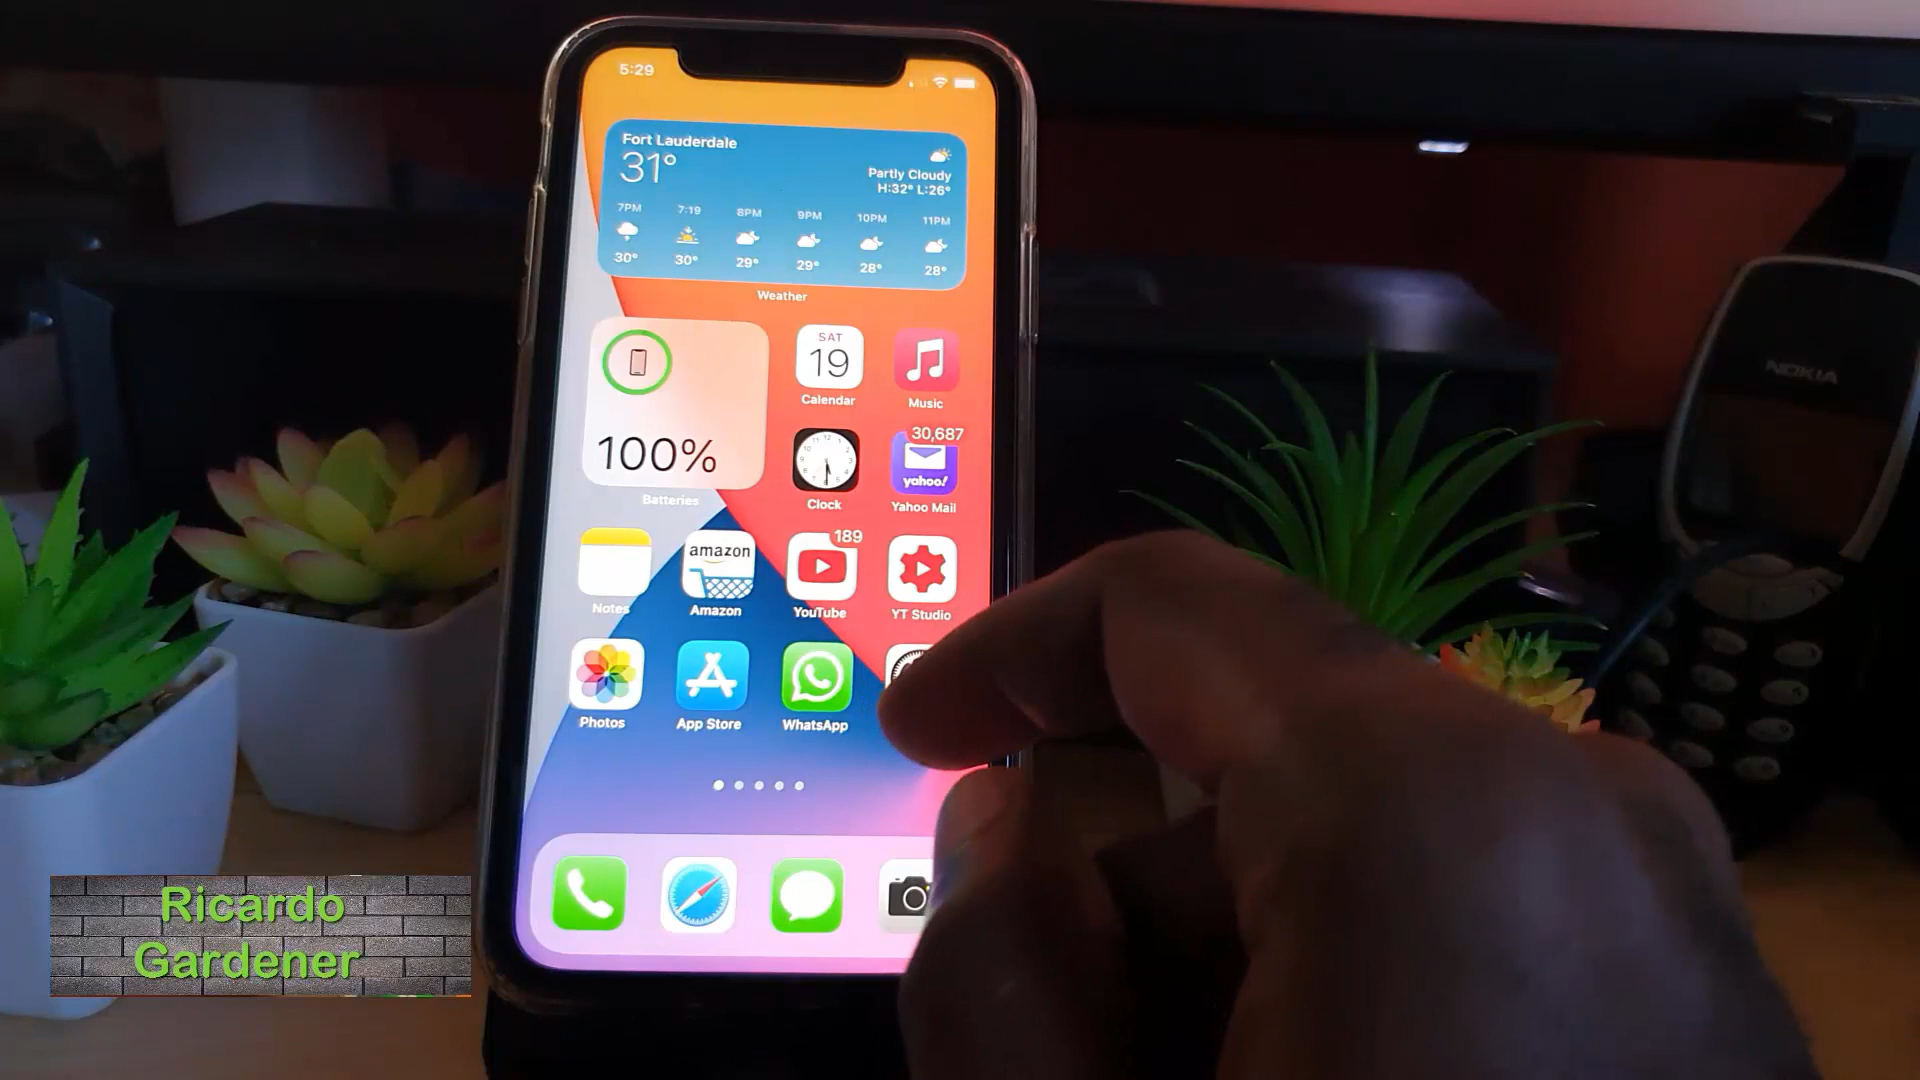 5:29
Fort Lauderdale
31°
Partly Cloudy
H:32° L:26°
7PM 7:19 8PM 9PM 10PM 11PM
30° 30° 29° 29° 28° 28°
Weather
100%
Batteries
SAT
19
Calendar
Music
Clock
30,687
yahoo!
Yahoo Mail
Notes
amazon
Amazon
189
YouTube
YT Studio
Photos
App Store
WhatsApp
NOKIA
Ricardo
Gardener